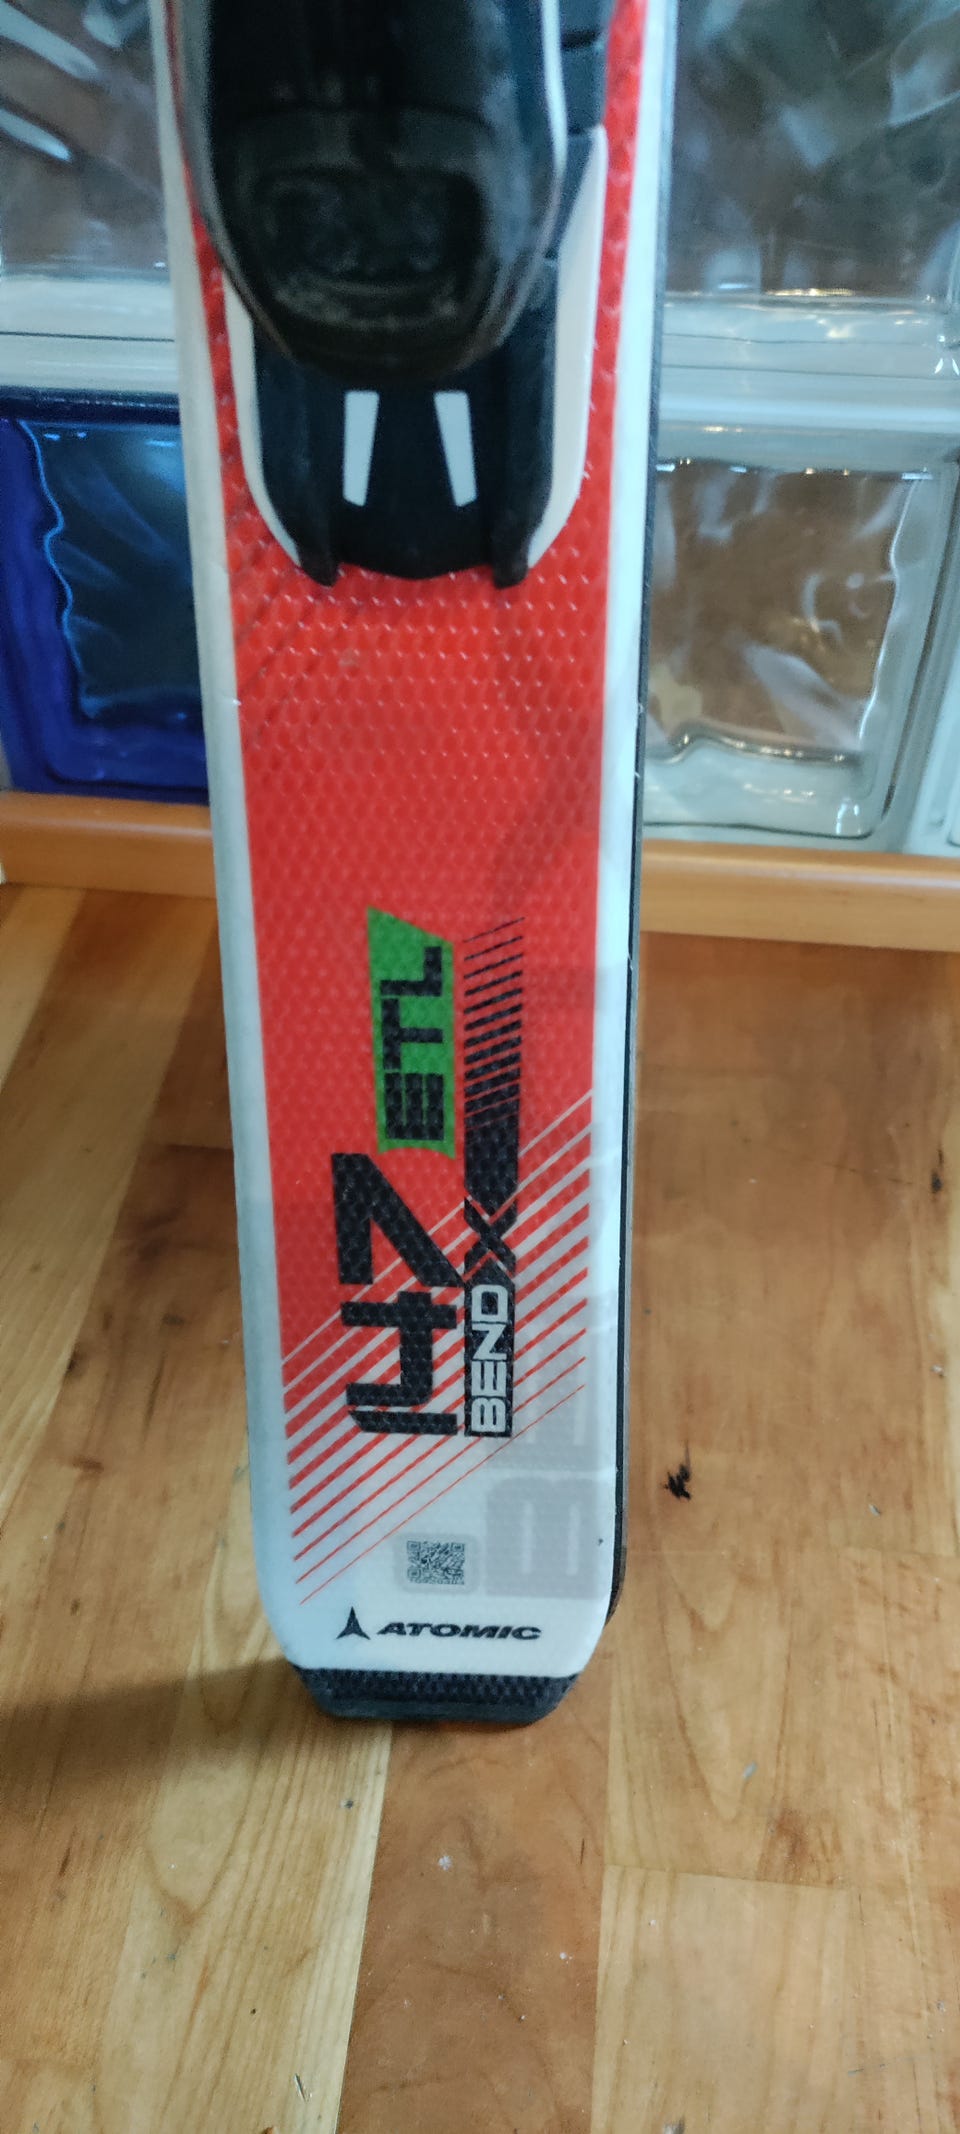 ETL
BEND X
ATOMIC